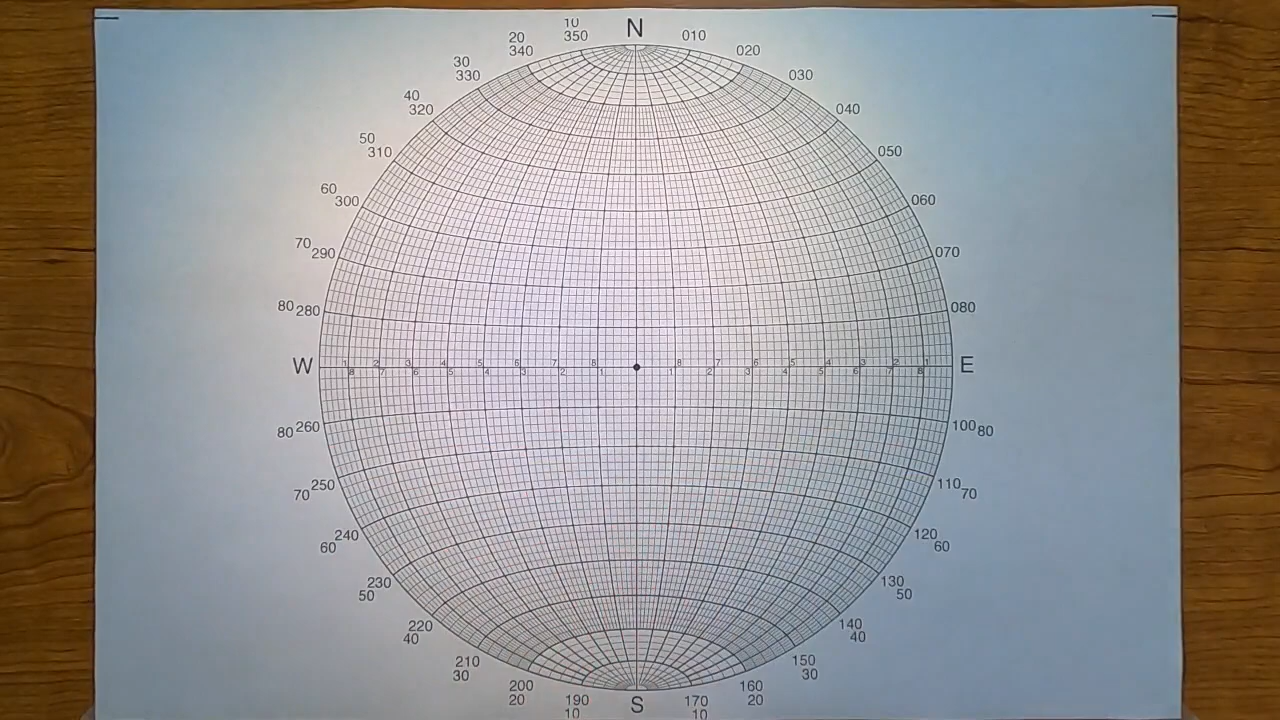 10 N
20 350 010
340 020
30
330 030
40
320 040
50
310 050
60
300 060
70
290 070
80 280 080
W 1 2 3 4 5 6 7 8 8 7 6 5 4 3 2 1 E
8 7 6 5 4 3 2 1 1 2 3 4 5 6 7 8
80 260 100 80
70 250 110 70
240 120
60 60
230 130
50 50
220 140
40 40
210 150
30 30
200 160
20 190 S 170 20
10 10